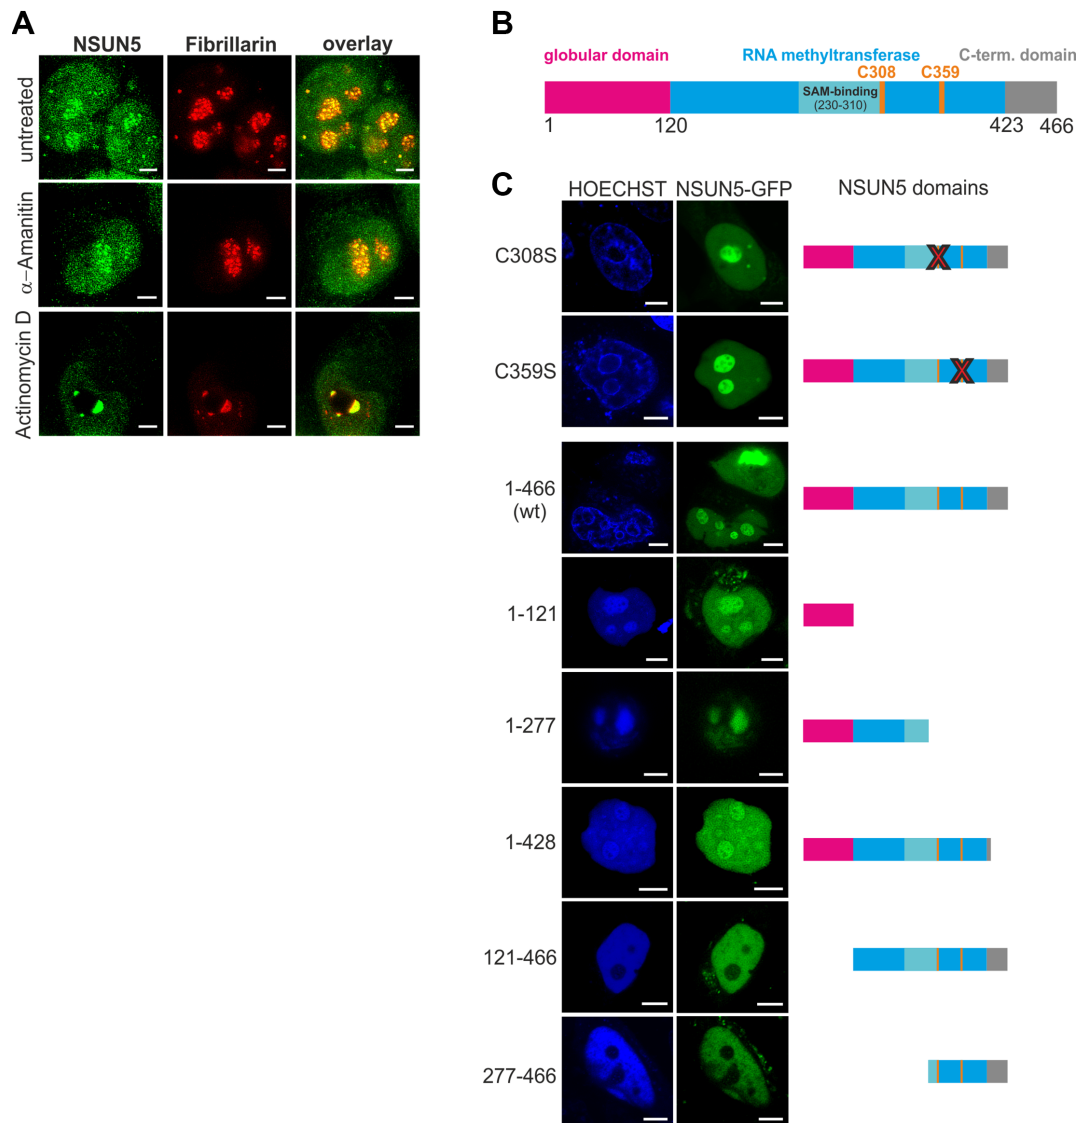 A
NSUN5 Fibrillarin overlay
untreated
α–Amanitin
Actinomycin D
B
globular domain RNA methyltransferase C-term. domain
C308 C359
SAM-binding
(230-310)
1 120 423 466
C
HOECHST NSUN5-GFP NSUN5 domains
C308S
X
C359S
X
1-466
(wt)
1-121
1-277
1-428
121-466
277-466